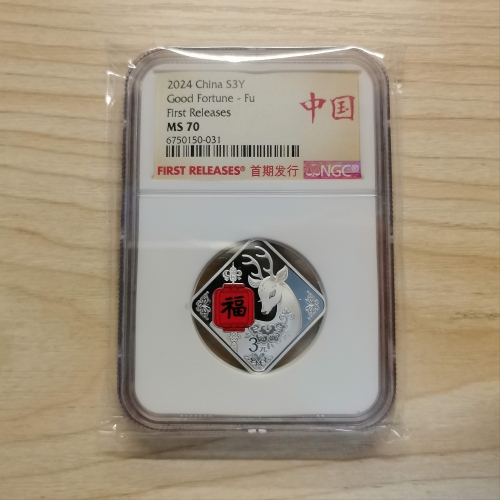 2024 China S3Y
Good Fortune - Fu
First Releases
MS 70
6750150-031
中国
FIRST RELEASES® 首期发行 NGC®
福
3元